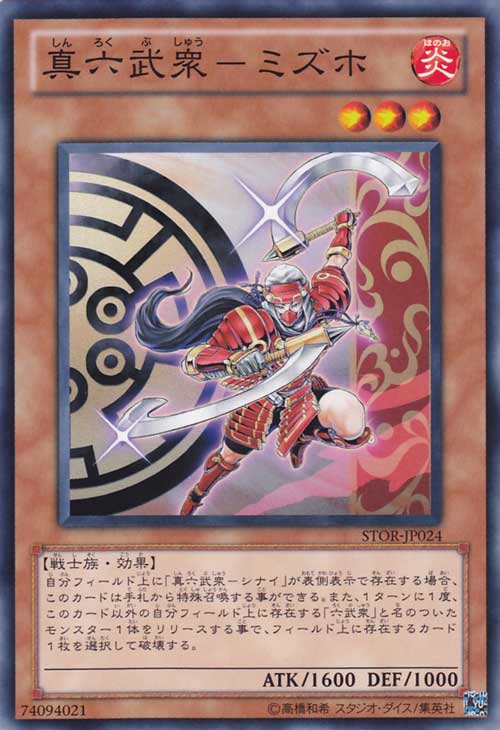 真六武衆－ミズホ
炎
STOR-JP024
【戦士族・効果】
自分フィールド上に「真六武衆－シナイ」が表側表示で存在する場合、
このカードは手札から特殊召喚する事ができる。また、1ターンに1度、
このカード以外の自分フィールド上に存在する「六武衆」と名のついた
モンスター1体をリリースする事で、フィールド上に存在するカード
1枚を選択して破壊する。
ATK/1600 DEF/1000
74094021
©高橋和希 スタジオ・ダイス/集英社